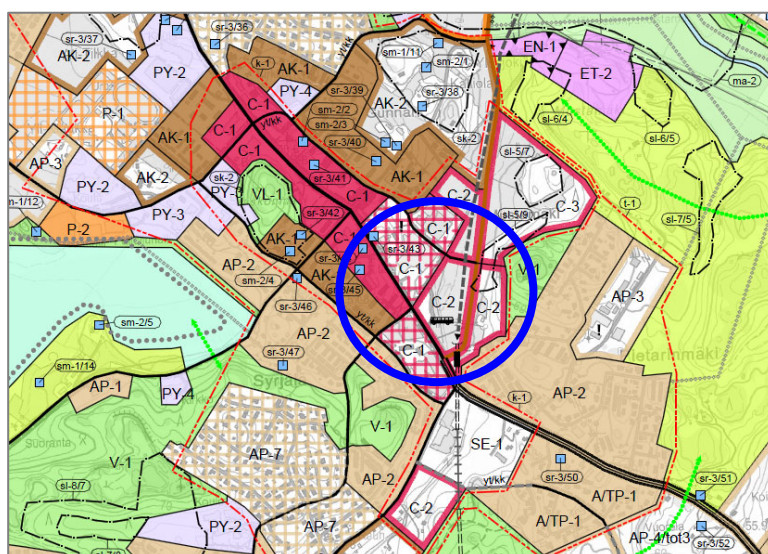 sr-3/37
AK-2
PY-2
sr-3/36
k-1
AK-1
yt/kk
sm-1/11
sm-2/1
EN-1
ET-2
ma-2
PY-4
sr-3/39
sm-2/2
sm-2/3
sr-3/40
AK-2
sr-3/38
sl-6/4
sl-6/5
P-1
AK-1
C-1
yt/kk
sk-2
C-1
C-1
AP-3
sk-2
AK-2
PY-2
sr-3/41
AK-1
sl-5/7
VL-1
C-1
C-2
C-3
t-1
m-1/12
PY-3
P-2
sr-3/42
C-1
C-1
sl-5/9
sl-7/5
AK-1
sr-3/43
AP-2
sm-2/4
sr-3/45
C-1
V-1
AP-3
sr-3/46
yt/kk
C-2
C-2
sm-2/5
AP-2
C-1
sr-3/47
sm-1/14
AP-1
PY-4
k-1
AP-2
V-1
SE-1
V-1
AP-7
AP-2
sr-3/50
sr-3/51
sl-8/7
yt/kk
C-2
A/TP-1
PY-2
AP-7
A/TP-1
AP-4/tot3
sr-3/52